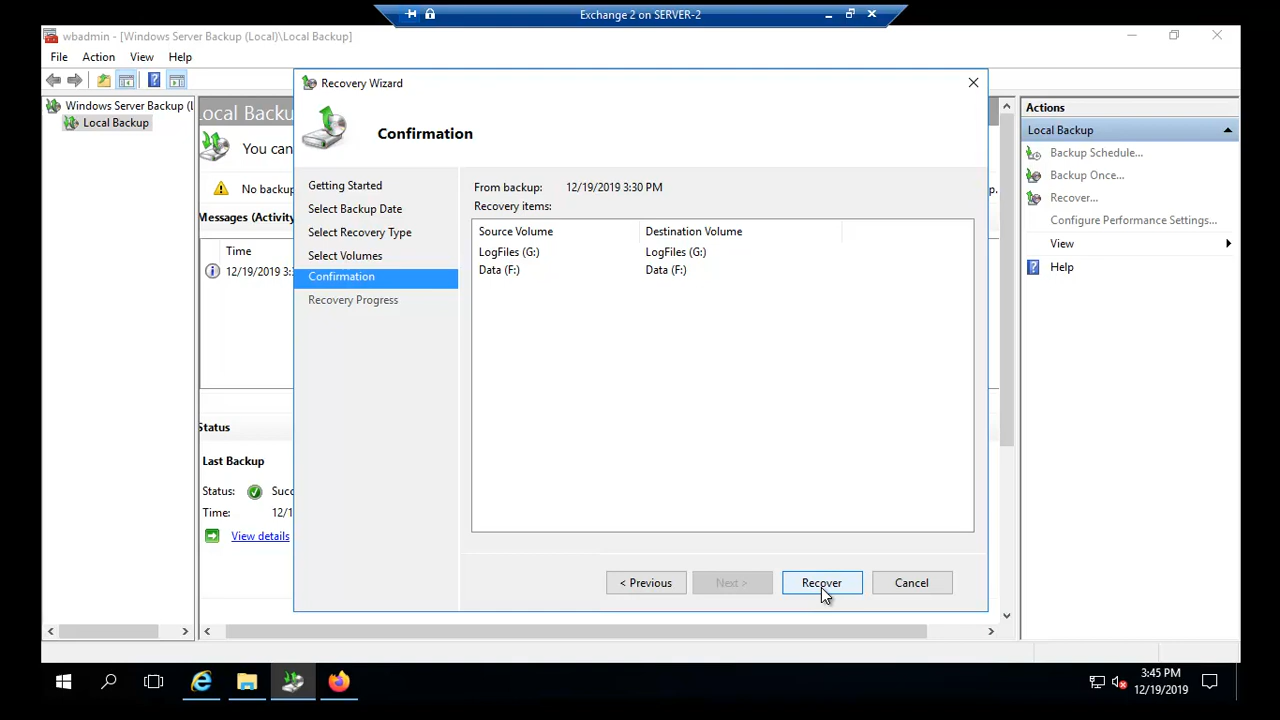 Exchange 2 on SERVER-2
wbadmin - [Windows Server Backup (Local)\Local Backup]
File Action View Help
Windows Server Backup (L
Local Backup
Local Backu
You can
No backup
p.
Messages (Activity
Time
12/19/2019 3:3
Status
Last Backup
Status: Succ
Time: 12/1
View details
Recovery Wizard
Confirmation
Getting Started
Select Backup Date
Select Recovery Type
Select Volumes
Confirmation
Recovery Progress
From backup: 12/19/2019 3:30 PM
Recovery items:
Source Volume Destination Volume
LogFiles (G:) LogFiles (G:)
Data (F:) Data (F:)
< Previous Next > Recover Cancel
Actions
Local Backup
Backup Schedule...
Backup Once...
Recover...
Configure Performance Settings...
View
Help
3:45 PM
12/19/2019